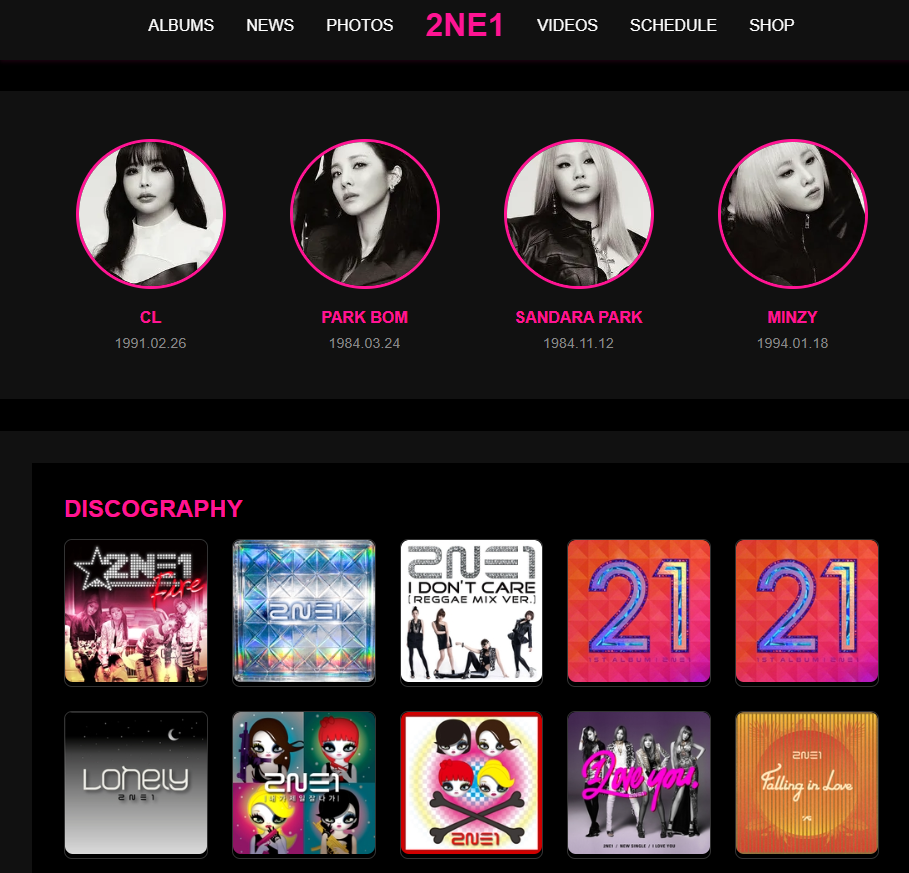 ALBUMS NEWS PHOTOS 2NE1 VIDEOS SCHEDULE SHOP
CL PARK BOM SANDARA PARK MINZY
1991.02.26 1984.03.24 1984.11.12 1994.01.18
DISCOGRAPHY
2NE1
Fire
2NE1
2NE1
I DON'T CARE
[REGGAE MIX VER.]
21
1ST ALBUM : 2NE1
21
1ST ALBUM : 2NE1
Lonely
2NE1
2NE1
[내가제일잘나가]
2NE1
I Love you.
2NE1 / NEW SINGLE / I LOVE YOU
2NE1
Falling in Love
YG